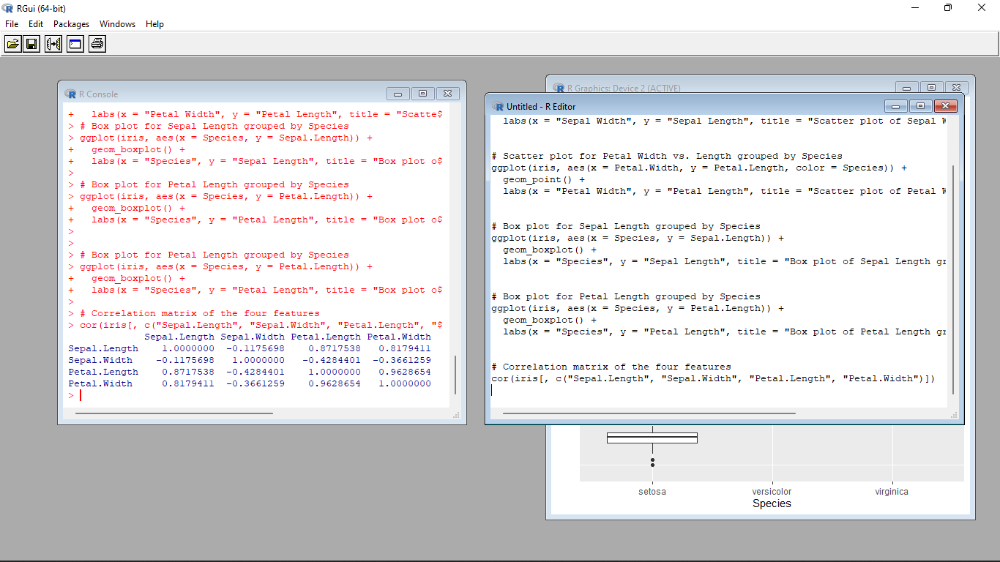 RGui (64-bit)
File Edit Packages Windows Help
R Console
+   labs(x = "Petal Width", y = "Petal Length", title = "Scatte$
> # Box plot for Sepal Length grouped by Species
> ggplot(iris, aes(x = Species, y = Sepal.Length)) +
+   geom_boxplot() +
+   labs(x = "Species", y = "Sepal Length", title = "Box plot o$
>
> # Box plot for Petal Length grouped by Species
> ggplot(iris, aes(x = Species, y = Petal.Length)) +
+   geom_boxplot() +
+   labs(x = "Species", y = "Petal Length", title = "Box plot o$
>
>
> # Box plot for Petal Length grouped by Species
> ggplot(iris, aes(x = Species, y = Petal.Length)) +
+   geom_boxplot() +
+   labs(x = "Species", y = "Petal Length", title = "Box plot o$
>
> # Correlation matrix of the four features
> cor(iris[, c("Sepal.Length", "Sepal.Width", "Petal.Length", "$
             Sepal.Length Sepal.Width Petal.Length Petal.Width
Sepal.Length    1.0000000  -0.1175698    0.8717538   0.8179411
Sepal.Width    -0.1175698   1.0000000   -0.4284401  -0.3661259
Petal.Length    0.8717538  -0.4284401    1.0000000   0.9628654
Petal.Width     0.8179411  -0.3661259    0.9628654   1.0000000
>
R Graphics: Device 2 (ACTIVE)
Untitled - R Editor
  labs(x = "Sepal Width", y = "Sepal Length", title = "Scatter plot of Sepal W
# Scatter plot for Petal Width vs. Length grouped by Species
ggplot(iris, aes(x = Petal.Width, y = Petal.Length, color = Species)) +
  geom_point() +
  labs(x = "Petal Width", y = "Petal Length", title = "Scatter plot of Petal W
# Box plot for Sepal Length grouped by Species
ggplot(iris, aes(x = Species, y = Sepal.Length)) +
  geom_boxplot() +
  labs(x = "Species", y = "Sepal Length", title = "Box plot of Sepal Length gr
# Box plot for Petal Length grouped by Species
ggplot(iris, aes(x = Species, y = Petal.Length)) +
  geom_boxplot() +
  labs(x = "Species", y = "Petal Length", title = "Box plot of Petal Length gr
# Correlation matrix of the four features
cor(iris[, c("Sepal.Length", "Sepal.Width", "Petal.Length", "Petal.Width")])
setosa versicolor virginica
Species